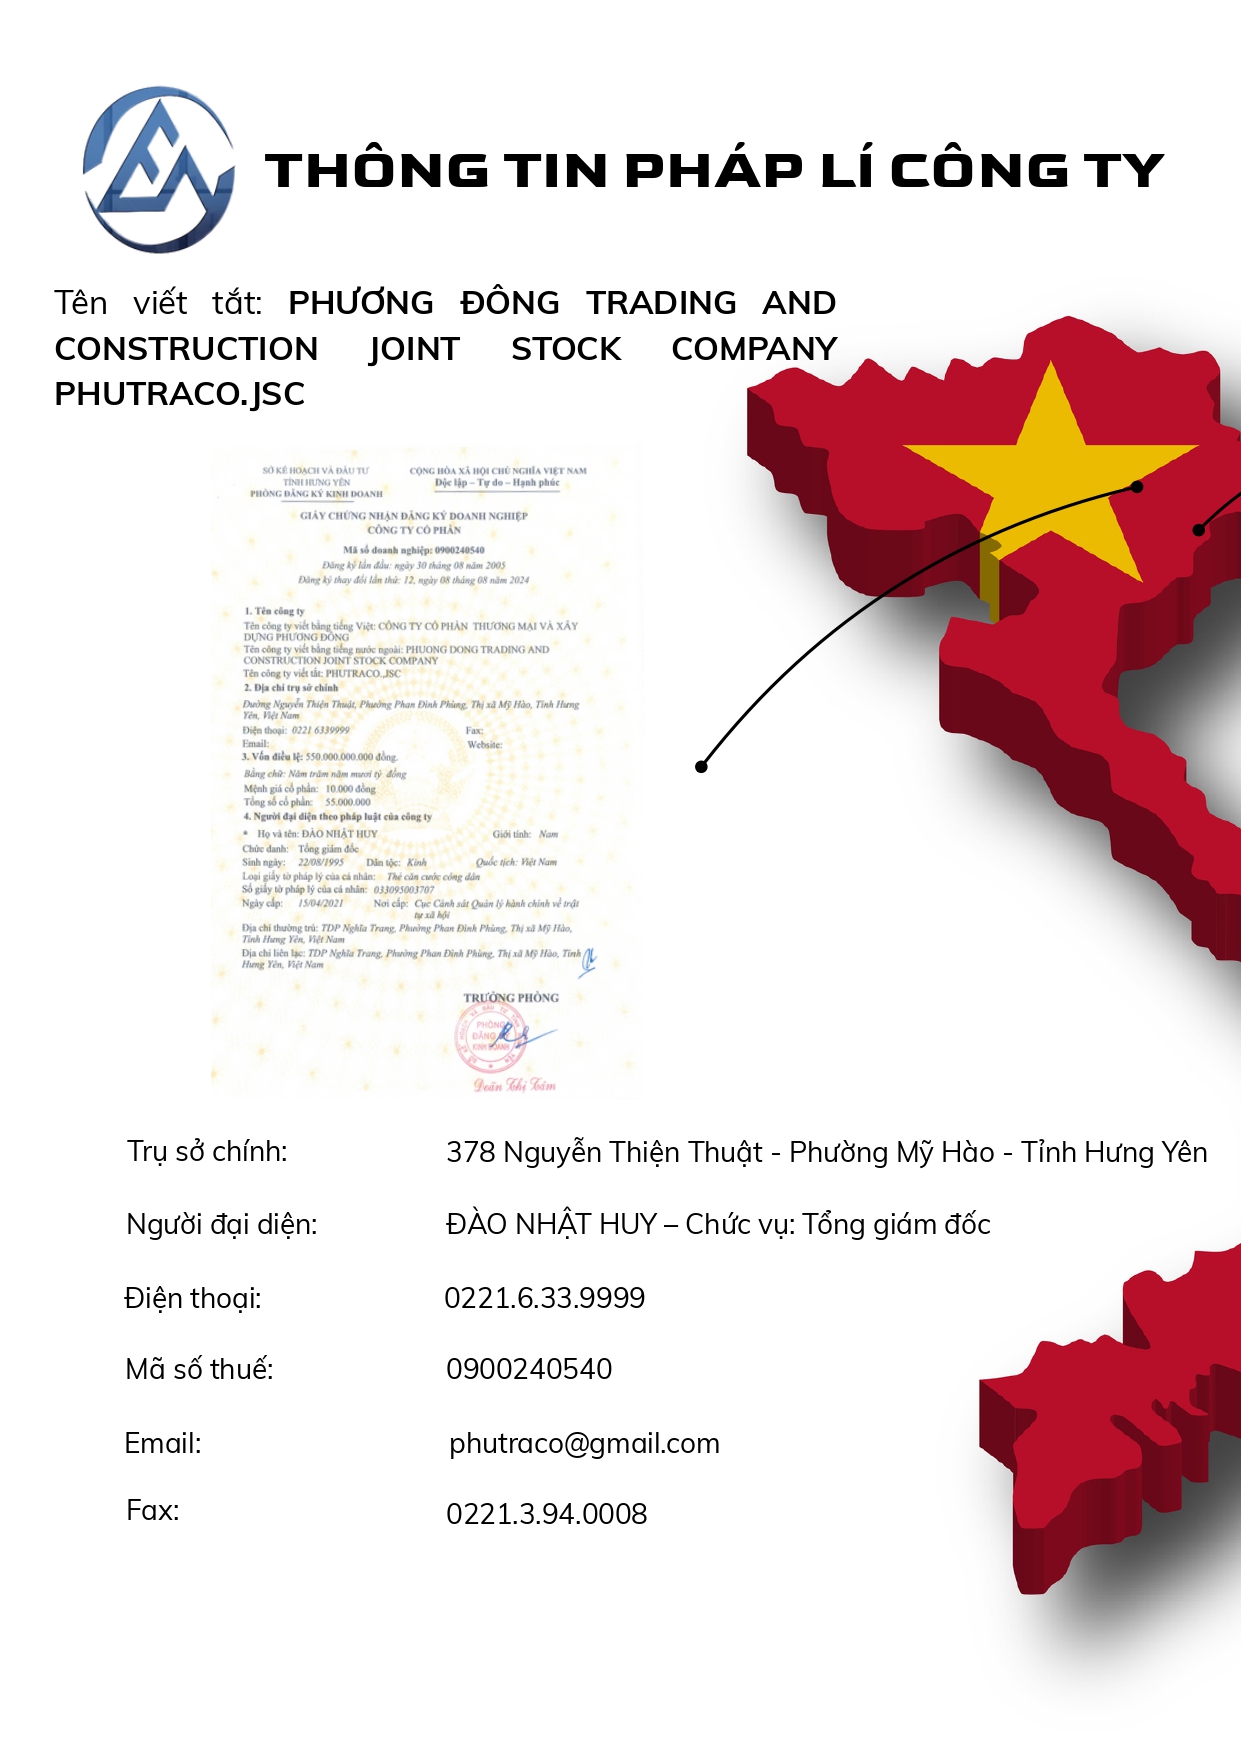 THÔNG TIN PHÁP LÍ CÔNG TY
Tên viết tắt: PHƯƠNG ĐÔNG TRADING AND
CONSTRUCTION JOINT STOCK COMPANY
PHUTRACO.JSC
SỞ KẾ HOẠCH VÀ ĐẦU TƯ
TỈNH HƯNG YÊN
PHÒNG ĐĂNG KÝ KINH DOANH
CỘNG HÒA XÃ HỘI CHỦ NGHĨA VIỆT NAM
Độc lập – Tự do – Hạnh phúc
GIẤY CHỨNG NHẬN ĐĂNG KÝ DOANH NGHIỆP
CÔNG TY CỔ PHẦN
Mã số doanh nghiệp: 0900240540
Đăng ký lần đầu: ngày 30 tháng 08 năm 2005
Đăng ký thay đổi lần thứ: 12, ngày 08 tháng 08 năm 2024
1. Tên công ty
Tên công ty viết bằng tiếng Việt: CÔNG TY CỔ PHẦN THƯƠNG MẠI VÀ XÂY
DỰNG PHƯƠNG ĐÔNG
Tên công ty viết bằng tiếng nước ngoài: PHUONG DONG TRADING AND
CONSTRUCTION JOINT STOCK COMPANY
Tên công ty viết tắt: PHUTRACO.,JSC
2. Địa chỉ trụ sở chính
Đường Nguyễn Thiện Thuật, Phường Phan Đình Phùng, Thị xã Mỹ Hào, Tỉnh Hưng
Yên, Việt Nam
Điện thoại: 0221 6339999 Fax:
Email: Website:
3. Vốn điều lệ: 550.000.000.000 đồng.
Bằng chữ: Năm trăm năm mươi tỷ đồng
Mệnh giá cổ phần: 10.000 đồng
Tổng số cổ phần: 55.000.000
4. Người đại diện theo pháp luật của công ty
* Họ và tên: ĐÀO NHẬT HUY Giới tính: Nam
Chức danh: Tổng giám đốc
Sinh ngày: 22/08/1995 Dân tộc: Kinh Quốc tịch: Việt Nam
Loại giấy tờ pháp lý của cá nhân: Thẻ căn cước công dân
Số giấy tờ pháp lý của cá nhân: 033095003707
Ngày cấp: 15/04/2021 Nơi cấp: Cục Cảnh sát Quản lý hành chính về trật
tự xã hội
Địa chỉ thường trú: TDP Nghĩa Trang, Phường Phan Đình Phùng, Thị xã Mỹ Hào,
Tỉnh Hưng Yên, Việt Nam
Địa chỉ liên lạc: TDP Nghĩa Trang, Phường Phan Đình Phùng, Thị xã Mỹ Hào, Tỉnh
Hưng Yên, Việt Nam
TRƯỞNG PHÒNG
PHÒNG
ĐĂNG
KINH DOANH
Doãn Thị Tám
Trụ sở chính: 378 Nguyễn Thiện Thuật - Phường Mỹ Hào - Tỉnh Hưng Yên
Người đại diện: ĐÀO NHẬT HUY – Chức vụ: Tổng giám đốc
Điện thoại: 0221.6.33.9999
Mã số thuế: 0900240540
Email: phutraco@gmail.com
Fax: 0221.3.94.0008